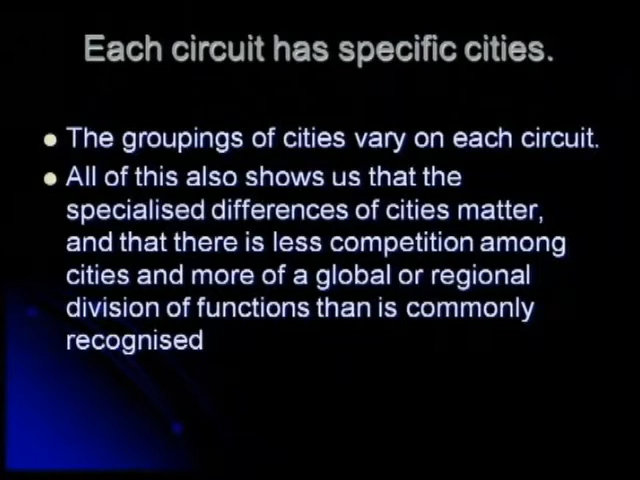 Each circuit has specific cities.
The groupings of cities vary on each circuit.
All of this also shows us that the
specialised differences of cities matter,
and that there is less competition among
cities and more of a global or regional
division of functions than is commonly
recognised